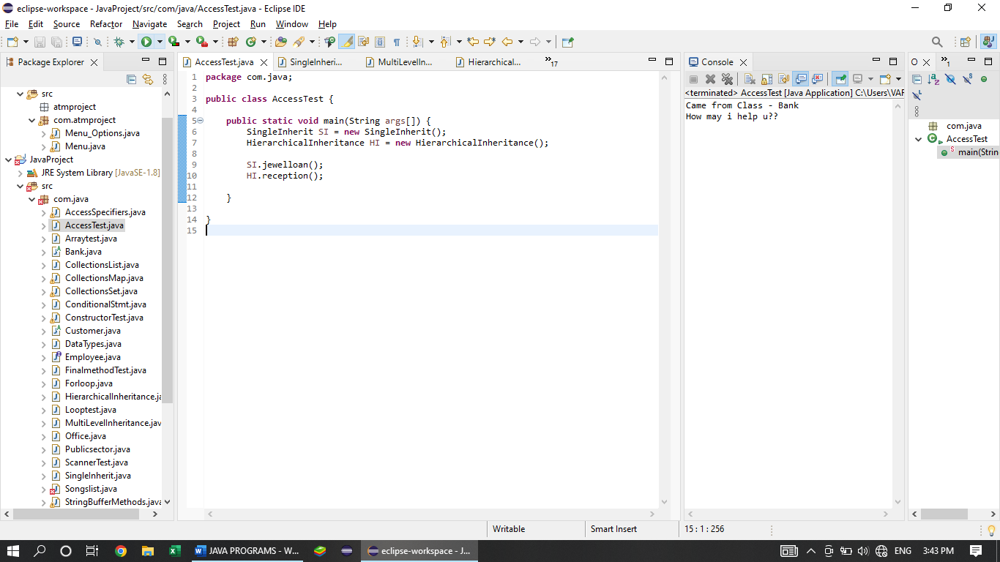 eclipse-workspace - JavaProject/src/com/java/AccessTest.java - Eclipse IDE
File Edit Source Refactor Navigate Search Project Run Window Help
Package Explorer
src
atmproject
com.atmproject
Menu_Options.java
Menu.java
JavaProject
JRE System Library [JavaSE-1.8]
src
com.java
AccessSpecifiers.java
AccessTest.java
Arraytest.java
Bank.java
CollectionsList.java
CollectionsMap.java
CollectionsSet.java
ConditionalStmt.java
ConstructorTest.java
Customer.java
DataTypes.java
Employee.java
FinalmethodTest.java
Forloop.java
HierarchicalInheritance.ja
Looptest.java
MultiLevelInheritance.jav
Office.java
Publicsector.java
ScannerTest.java
SingleInherit.java
Songslist.java
StringBufferMethods.java
AccessTest.java SingleInheri... MultiLevelIn... Hierarchical... 17
1 package com.java;
2
3 public class AccessTest {
4
5 public static void main(String args[]) {
6 SingleInherit SI = new SingleInherit();
7 HierarchicalInheritance HI = new HierarchicalInheritance();
8
9 SI.jewelloan();
10 HI.reception();
11
12 }
13
14 }
15
Console
<terminated> AccessTest [Java Application] C:\Users\VAR
Came from Class - Bank
How may i help u??
O 1
com.java
AccessTest
main(Strin
Writable Smart Insert 15 : 1 : 256
JAVA PROGRAMS - W... eclipse-workspace - J... ENG 3:43 PM